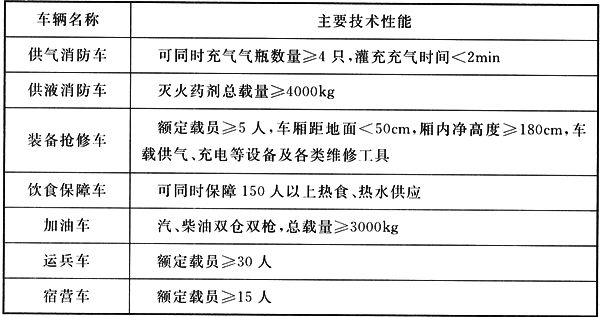 车辆名称 主要技术性能
供气消防车 可同时充气气瓶数量≥4只,灌充充气时间<2min
供液消防车 灭火药剂总载量≥4000kg
装备抢修车 额定载员≥5人,车厢距地面<50cm,厢内净高度≥180cm,车
载供气、充电等设备及各类维修工具
饮食保障车 可同时保障150人以上热食、热水供应
加油车 汽、柴油双仓双枪,总载量≥3000kg
运兵车 额定载员≥30人
宿营车 额定载员≥15人